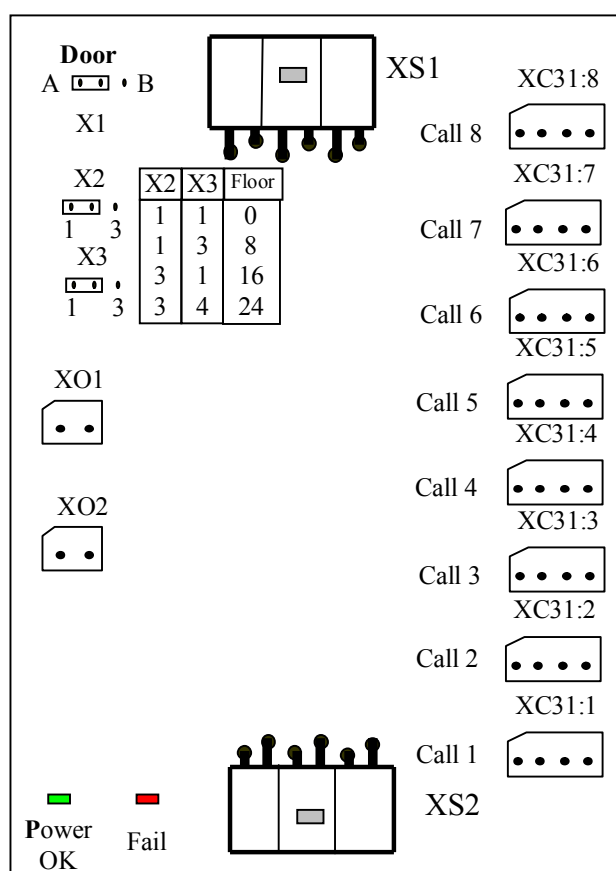 Door
A B
X1
XS1
XC31:8
Call 8
XC31:7
X2
1 3
X3
1 3
X2 X3 Floor
1 1 0
1 3 8
3 1 16
3 4 24
Call 7
XC31:6
Call 6
XC31:5
XO1
Call 5
XC31:4
Call 4
XC31:3
XO2
Call 3
XC31:2
Call 2
XC31:1
Call 1
XS2
Power
OK
Fail